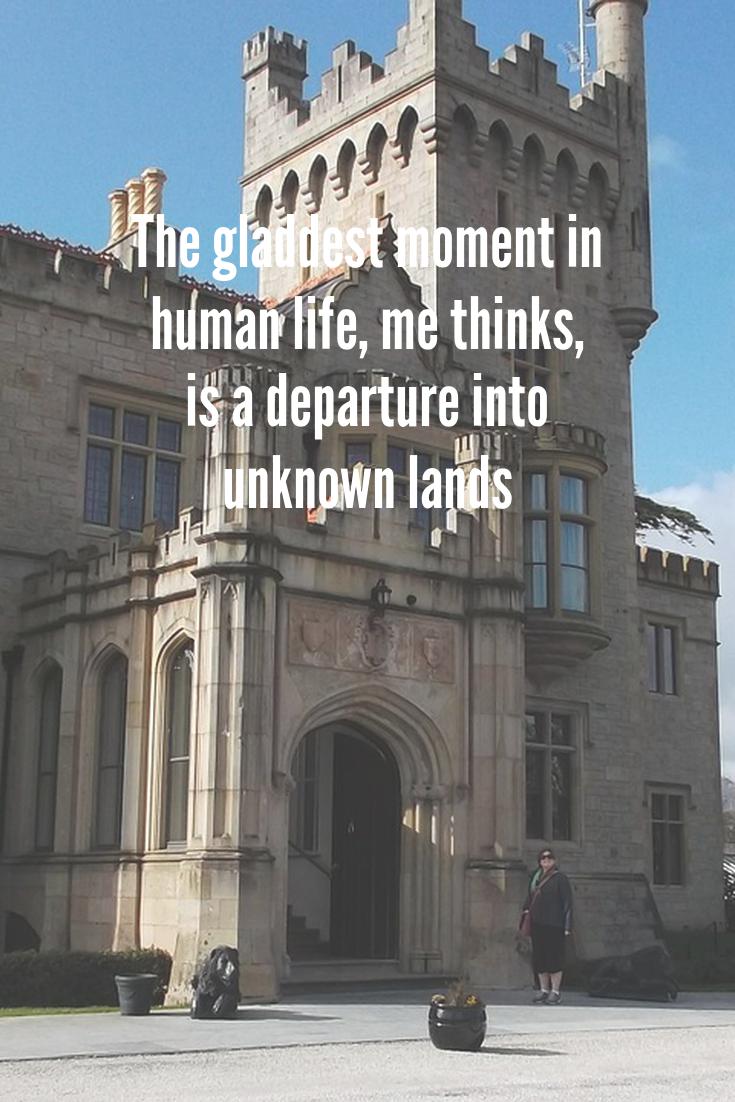 The gladdest moment in
human life, me thinks,
is a departure into
unknown lands